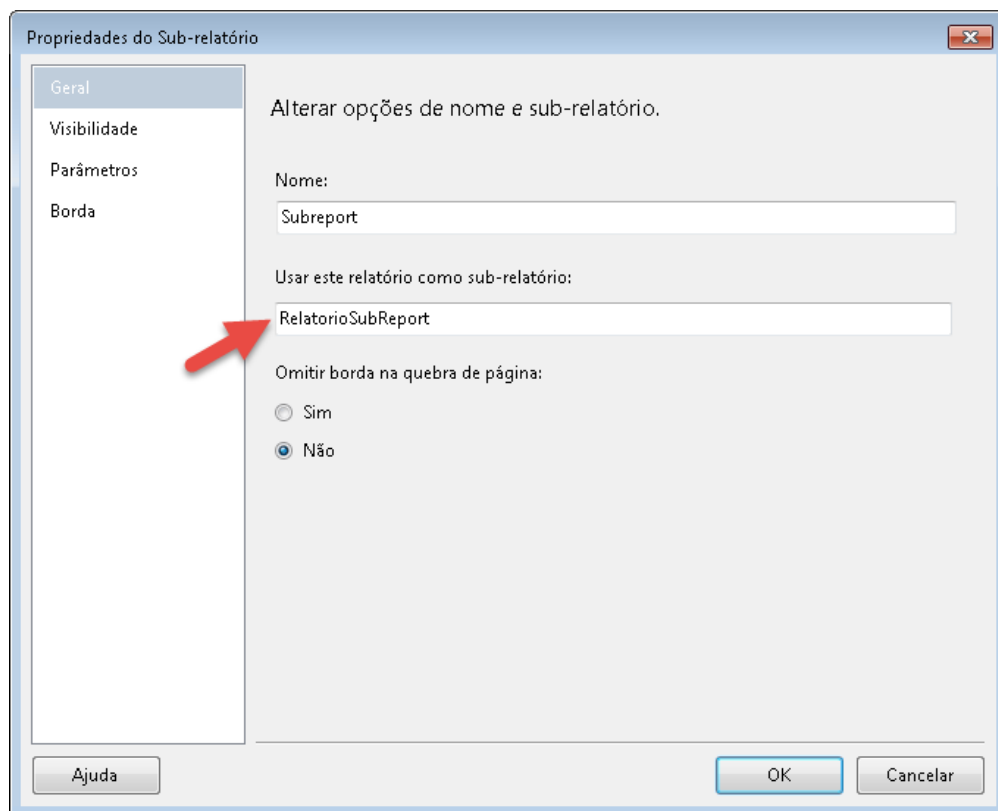 Propriedades do Sub-relatório
Geral
Visibilidade
Parâmetros
Borda
Alterar opções de nome e sub-relatório.
Nome:
Subreport
Usar este relatório como sub-relatório:
RelatorioSubReport
Omitir borda na quebra de página:
Sim
Não
Ajuda
OK
Cancelar